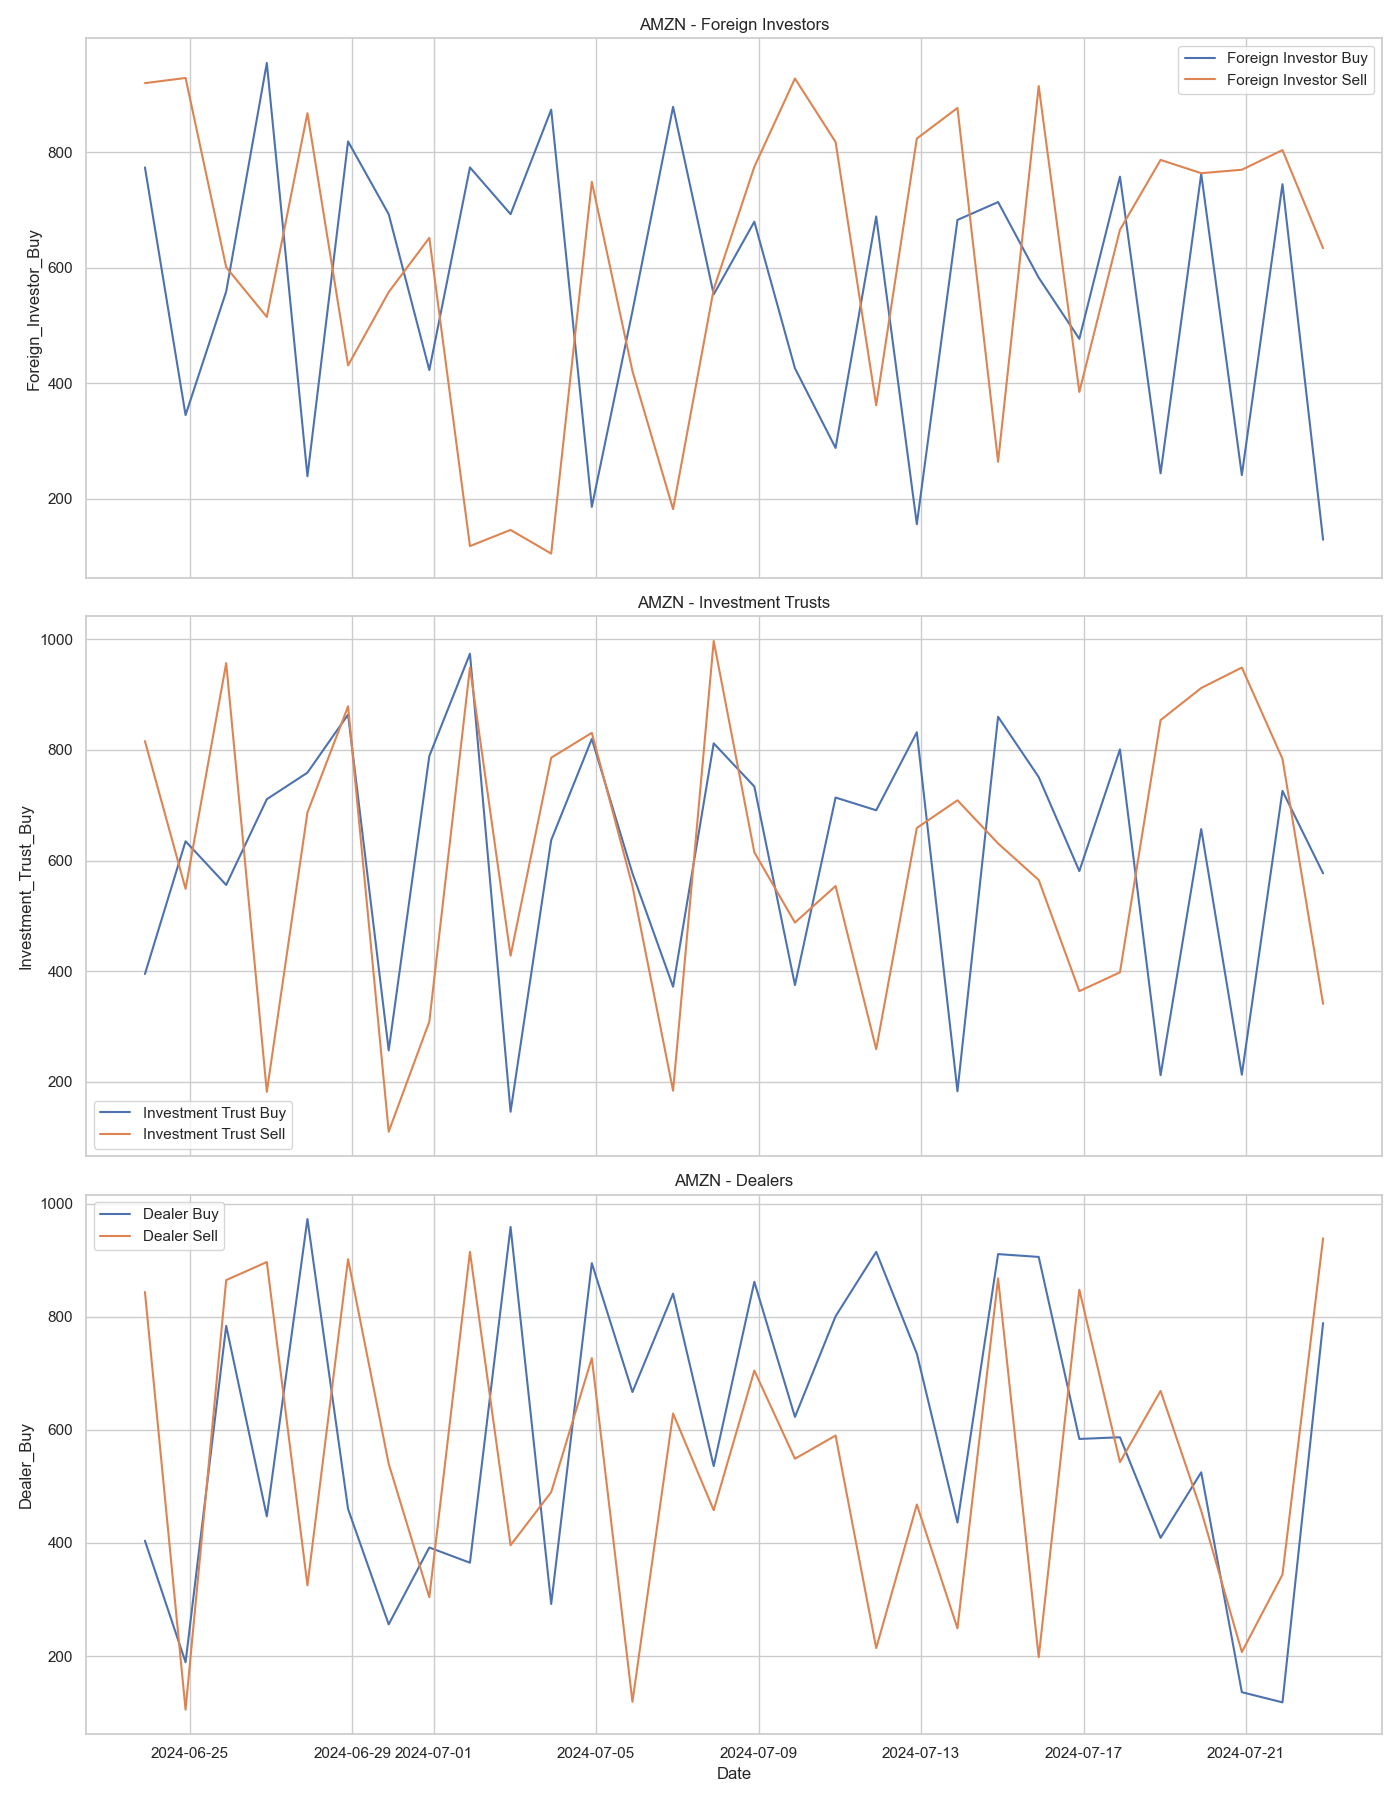 AMZN - Foreign Investors
Foreign Investor Buy
Foreign Investor Sell
Foreign_Investor_Buy
800
600
400
200
AMZN - Investment Trusts
Investment_Trust_Buy
1000
800
600
400
200
Investment Trust Buy
Investment Trust Sell
AMZN - Dealers
Dealer Buy
Dealer Sell
Dealer_Buy
1000
800
600
400
200
2024-06-25 2024-06-29 2024-07-01 2024-07-05 2024-07-09 2024-07-13 2024-07-17 2024-07-21
Date